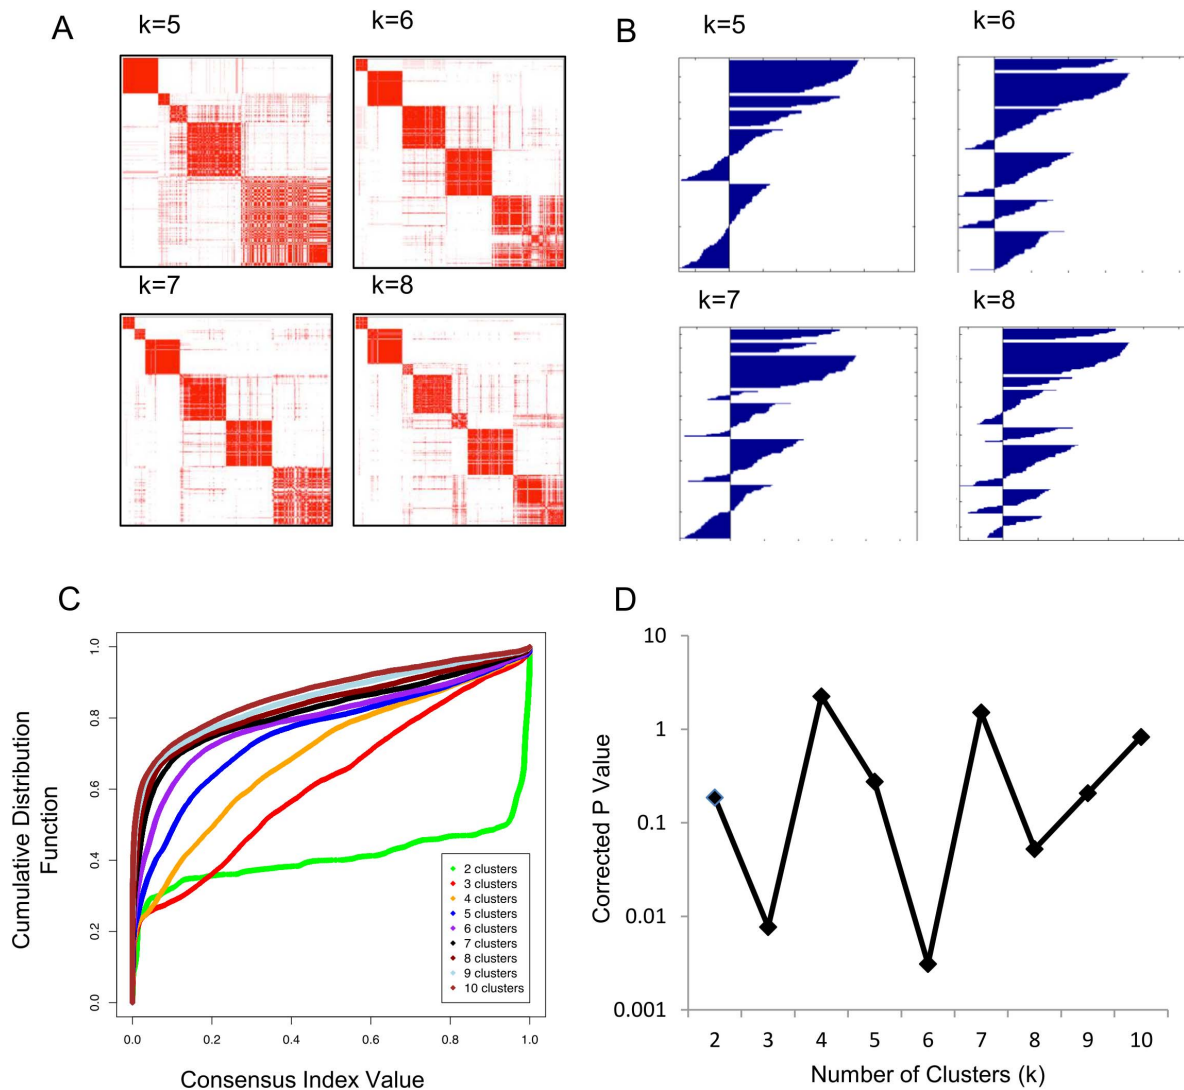 A
k=5
k=6
k=7
k=8
B
k=5
k=6
k=7
k=8
C
Cumulative Distribution
Function
1.0
0.8
0.6
0.4
0.2
0.0
2 clusters
3 clusters
4 clusters
5 clusters
6 clusters
7 clusters
8 clusters
9 clusters
10 clusters
0.0 0.2 0.4 0.6 0.8 1.0
Consensus Index Value
D
Corrected P Value
10
1
0.1
0.01
0.001
2 3 4 5 6 7 8 9 10
Number of Clusters (k)